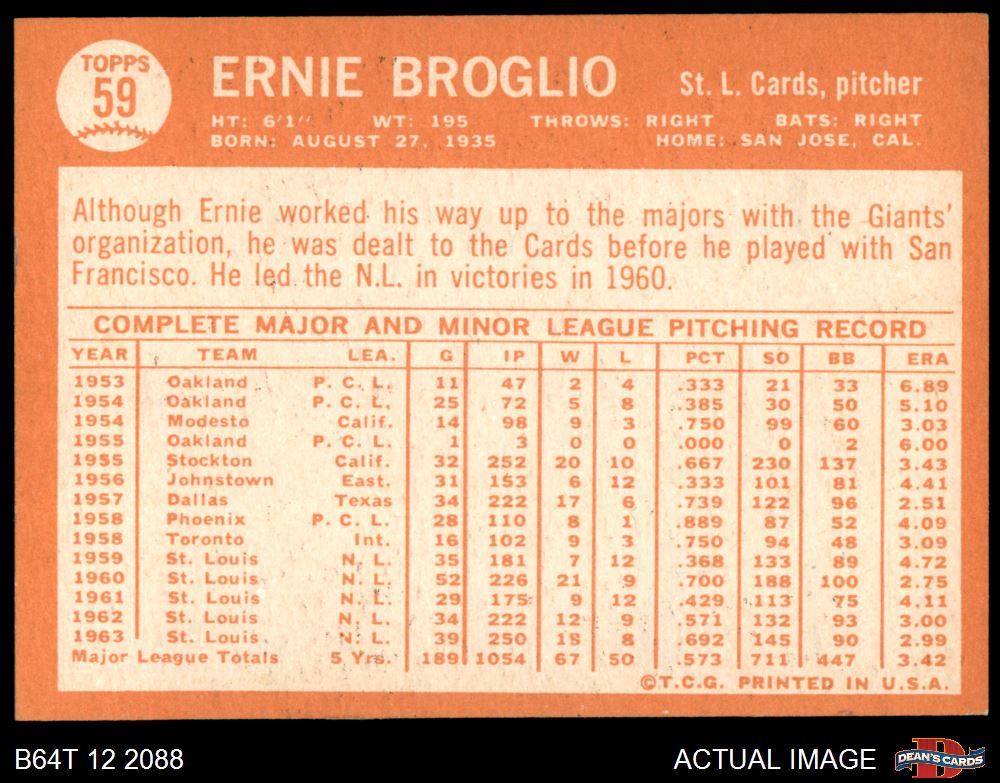 TOPPS
59
ERNIE BROGLIO
St. L. Cards, pitcher
HT: 6'1" WT: 195 THROWS: RIGHT BATS: RIGHT
BORN: AUGUST 27, 1935 HOME: SAN JOSE, CAL.
Although Ernie worked his way up to the majors with the Giants'
organization, he was dealt to the Cards before he played with San
Francisco. He led the N.L. in victories in 1960.
COMPLETE MAJOR AND MINOR LEAGUE PITCHING RECORD
YEAR TEAM LEA. G IP W L PCT SO BB ERA
1953 Oakland P. C. L. 11 47 2 4 .333 21 33 6.89
1954 Oakland P. C. L. 25 72 5 8 .385 30 50 5.10
1954 Modesto Calif. 14 98 9 3 .750 99 60 3.03
1955 Oakland P. C. L. 1 3 0 0 .000 0 2 6.00
1955 Stockton Calif. 32 252 20 10 .667 230 137 3.43
1956 Johnstown East. 31 153 6 12 .333 101 81 4.41
1957 Dallas Texas 34 222 17 6 .739 122 96 2.51
1958 Phoenix P. C. L. 28 110 8 1 .889 87 52 4.09
1958 Toronto Int. 16 102 9 3 .750 94 48 3.09
1959 St. Louis N. L. 35 181 7 12 .368 133 89 4.72
1960 St. Louis N. L. 52 226 21 9 .700 188 100 2.75
1961 St. Louis N. L. 29 175 9 12 .429 113 75 4.11
1962 St. Louis N. L. 34 222 12 9 .571 132 93 3.00
1963 St. Louis N. L. 39 250 18 8 .692 145 90 2.99
Major League Totals 5 Yrs. 189 1054 67 50 .573 711 447 3.42
©T.C.G. PRINTED IN U.S.A.
B64T 12 2088 ACTUAL IMAGE
DEAN'S CARDS